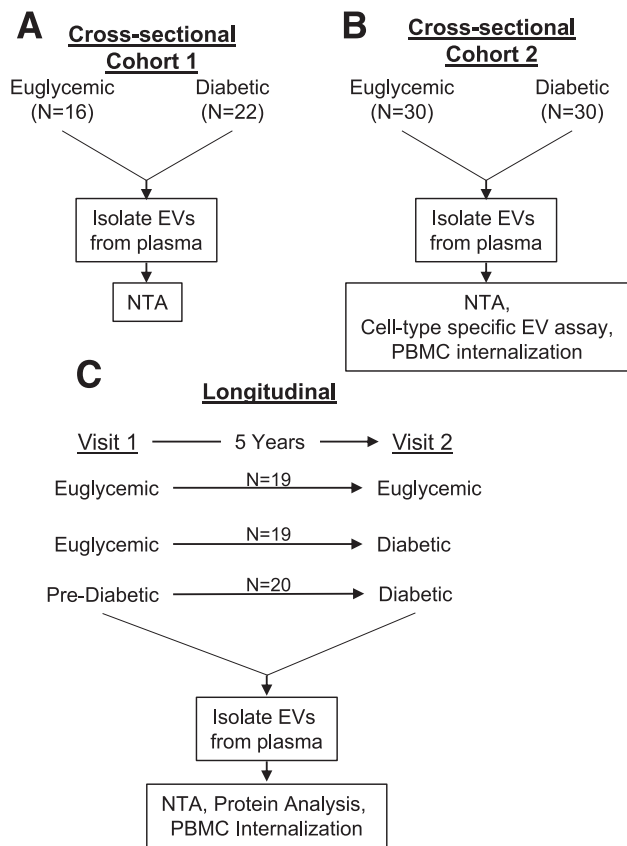 A
Cross-sectional
Cohort 1
Euglycemic
(N=16)
Diabetic
(N=22)
Isolate EVs
from plasma
NTA
B
Cross-sectional
Cohort 2
Euglycemic
(N=30)
Diabetic
(N=30)
Isolate EVs
from plasma
NTA,
Cell-type specific EV assay,
PBMC internalization
C
Longitudinal
Visit 1 5 Years Visit 2
Euglycemic N=19 Euglycemic
Euglycemic N=19 Diabetic
Pre-Diabetic N=20 Diabetic
Isolate EVs
from plasma
NTA, Protein Analysis,
PBMC Internalization